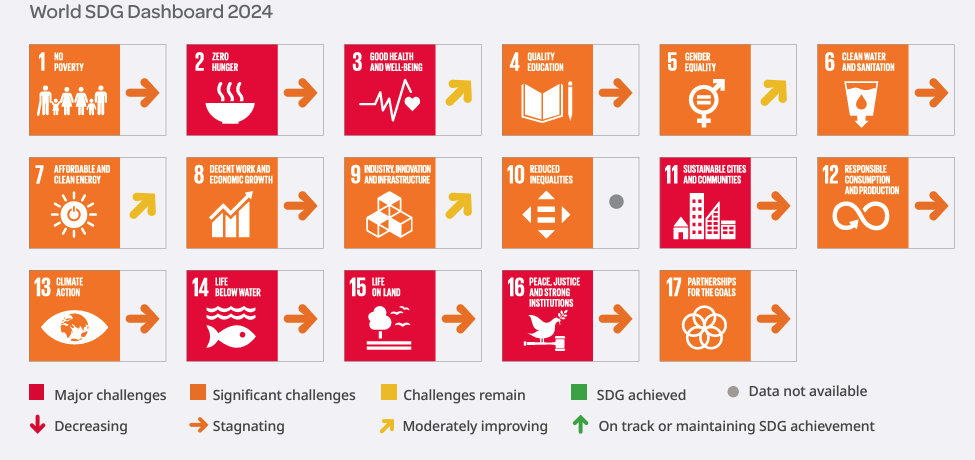 World SDG Dashboard 2024
1 NO
POVERTY
2 ZERO
HUNGER
3 GOOD HEALTH
AND WELL-BEING
4 QUALITY
EDUCATION
5 GENDER
EQUALITY
6 CLEAN WATER
AND SANITATION
7 AFFORDABLE AND
CLEAN ENERGY
8 DECENT WORK AND
ECONOMIC GROWTH
9 INDUSTRY, INNOVATION
AND INFRASTRUCTURE
10 REDUCED
INEQUALITIES
11 SUSTAINABLE CITIES
AND COMMUNITIES
12 RESPONSIBLE
CONSUMPTION
AND PRODUCTION
13 CLIMATE
ACTION
14 LIFE
BELOW WATER
15 LIFE
ON LAND
16 PEACE, JUSTICE
AND STRONG
INSTITUTIONS
17 PARTNERSHIPS
FOR THE GOALS
Major challenges
Significant challenges
Challenges remain
SDG achieved
Data not available
Decreasing
Stagnating
Moderately improving
On track or maintaining SDG achievement